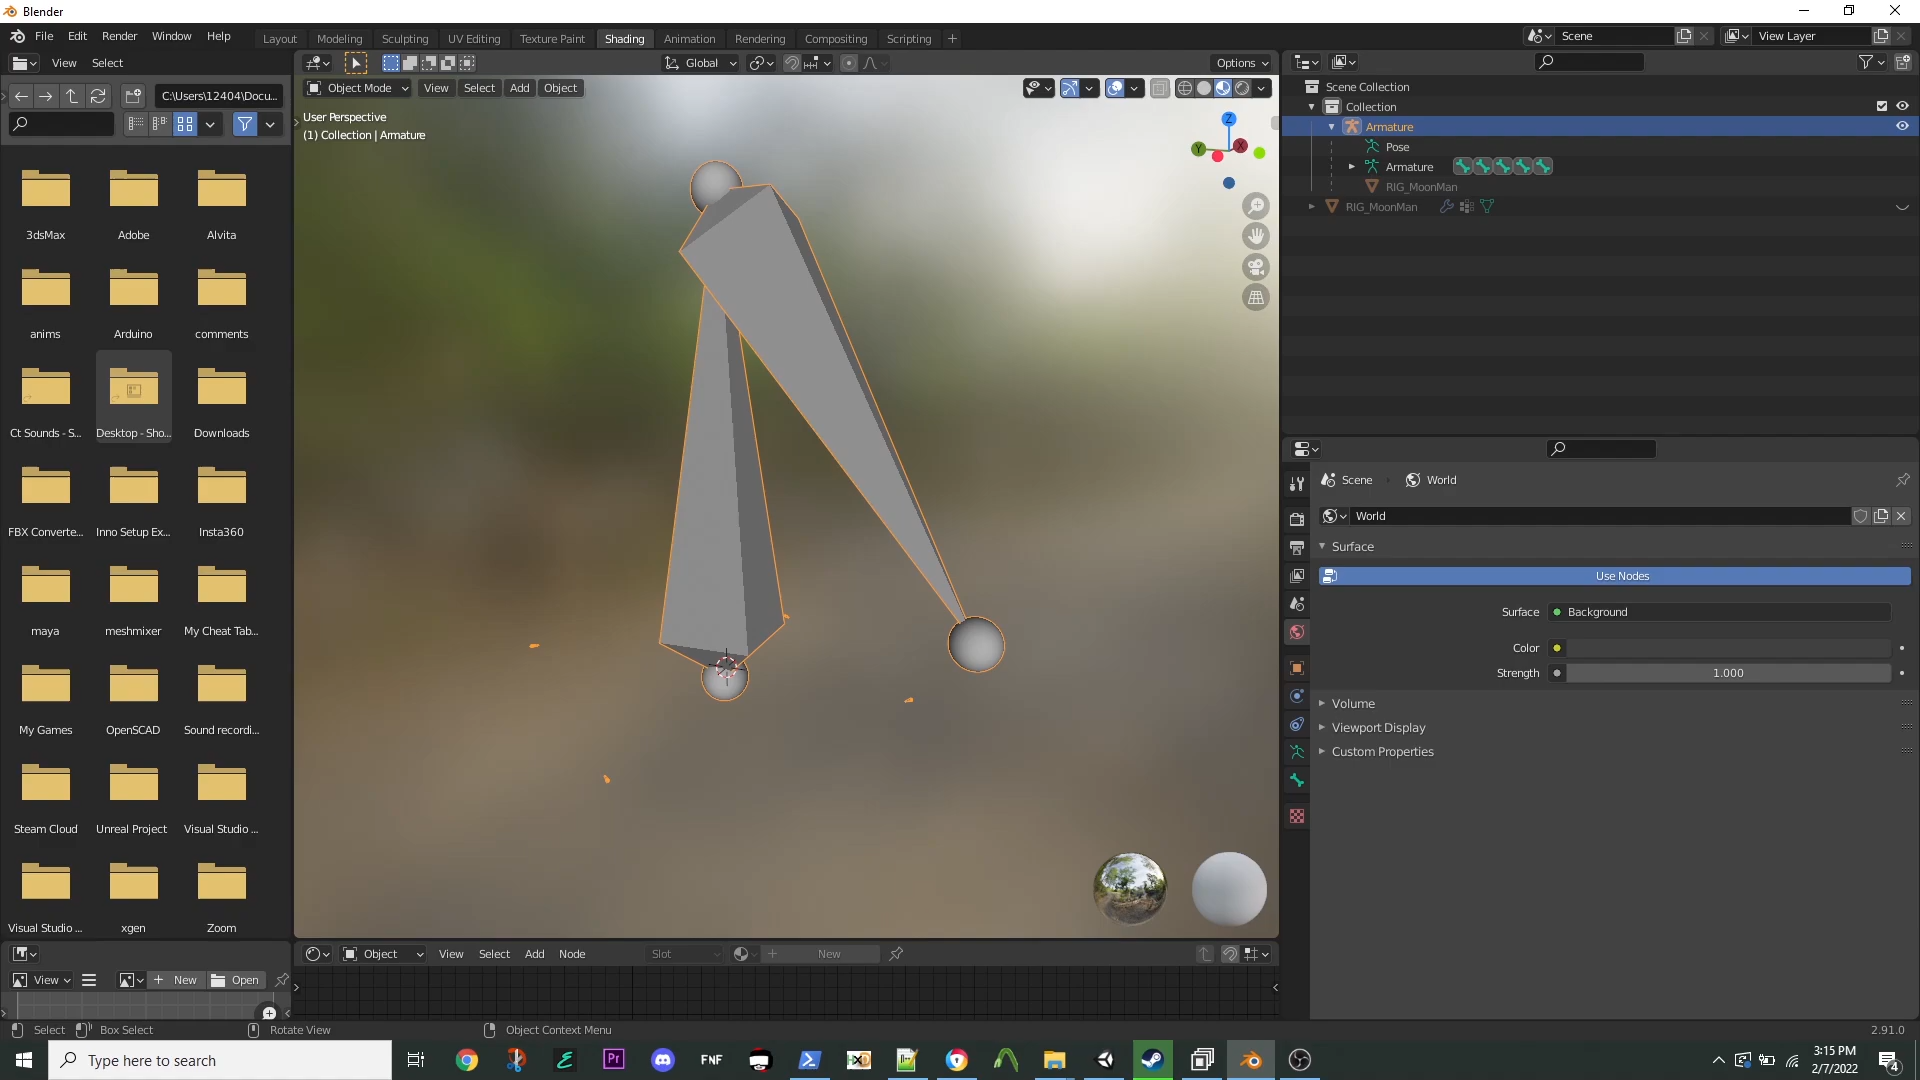 Blender
File Edit Render Window Help
Layout Modeling Sculpting UV Editing Texture Paint Shading Animation Rendering Compositing Scripting
Scene
View Layer
View Select
Global
Options
C:\Users\12404\Docu...
Object Mode View Select Add Object
User Perspective
(1) Collection | Armature
Z
Y
X
Scene Collection
Collection
Armature
Pose
Armature
RIG_MoonMan
RIG_MoonMan
3dsMax Adobe Alvita
anims Arduino comments
Ct Sounds - S... Desktop - Sho... Downloads
FBX Converte... Inno Setup Ex... Insta360
maya meshmixer My Cheat Tab...
My Games OpenSCAD Sound recordi...
Steam Cloud Unreal Project Visual Studio ...
Visual Studio ... xgen Zoom
Scene World
World
Surface
Use Nodes
Surface Background
Color
Strength 1.000
Volume
Viewport Display
Custom Properties
Object View Select Add Node Slot New
View New Open
Select Box Select Rotate View Object Context Menu
2.91.0
Type here to search
Pr
FNF
3:15 PM
2/7/2022
4